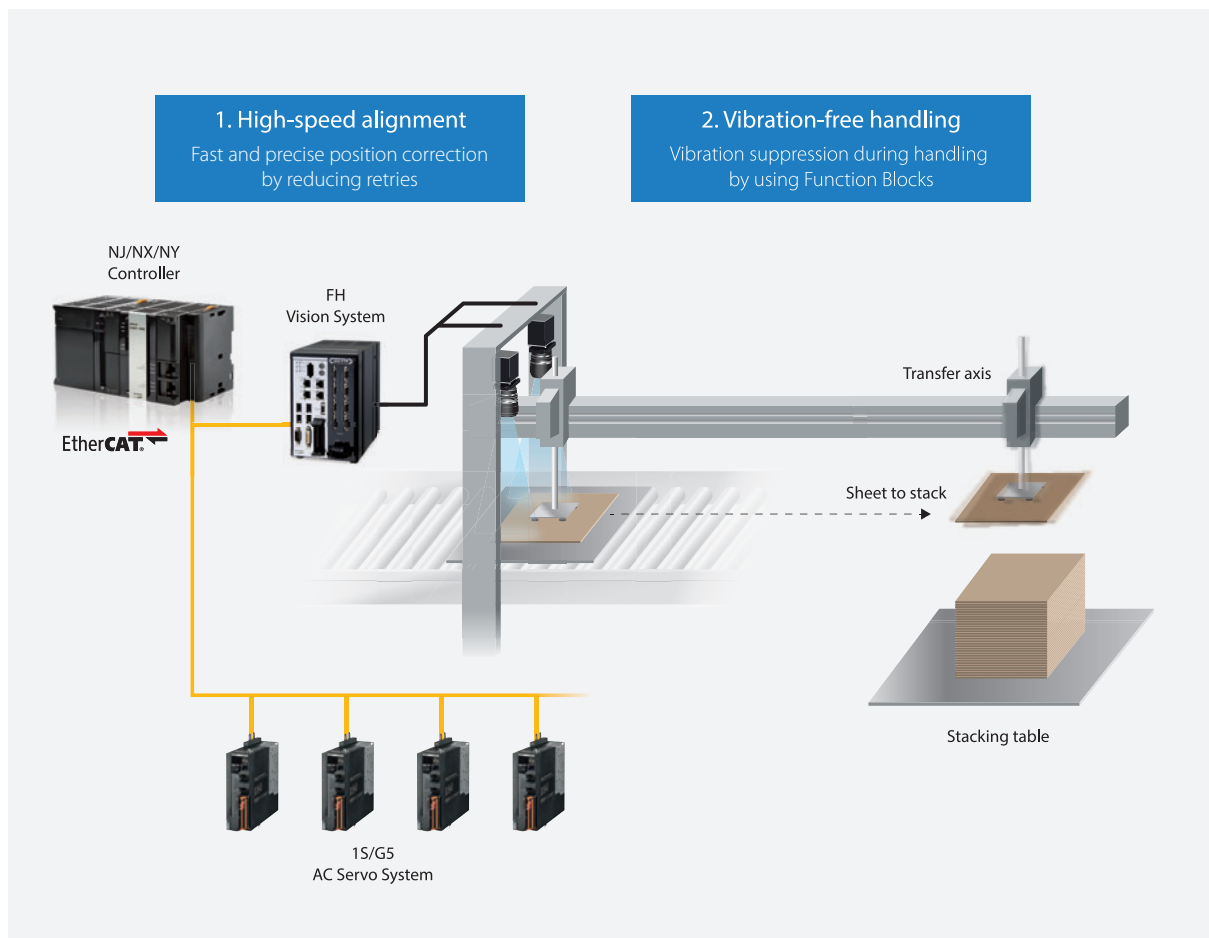 1. High-speed alignment
Fast and precise position correction
by reducing retries
2. Vibration-free handling
Vibration suppression during handling
by using Function Blocks
NJ/NX/NY
Controller
FH
Vision System
EtherCAT®
Transfer axis
Sheet to stack
Stacking table
1S/G5
AC Servo System